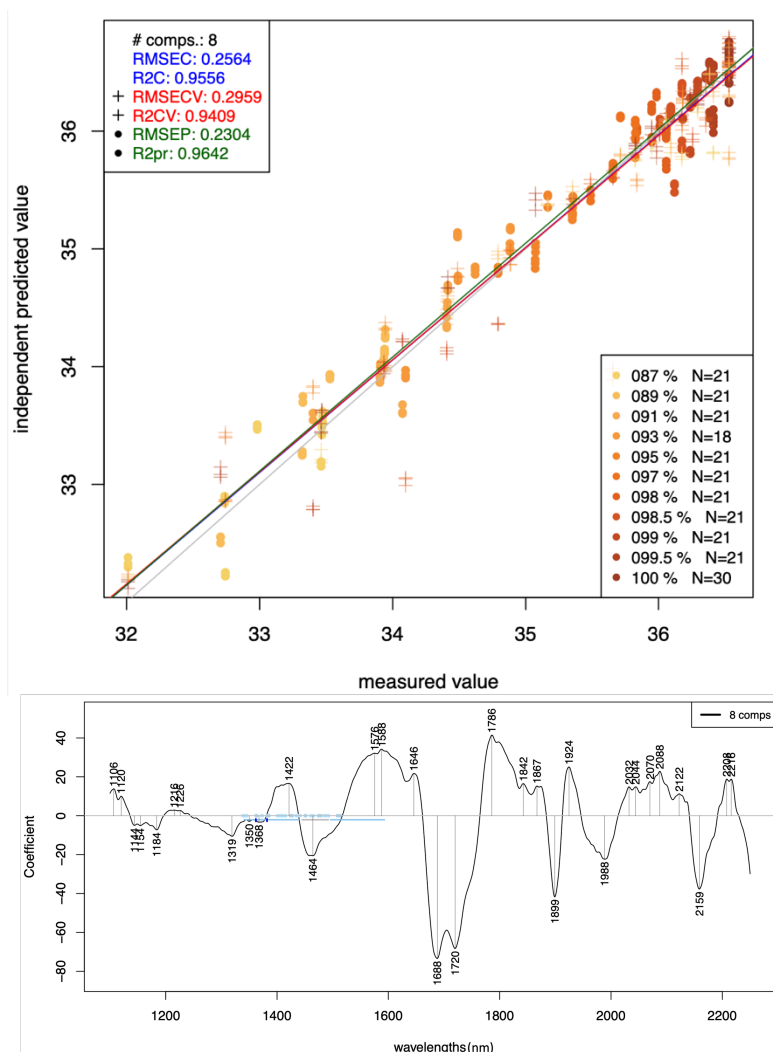 # comps.: 8
RMSEC: 0.2564
R2C: 0.9556
RMSECV: 0.2959
R2CV: 0.9409
RMSEP: 0.2304
R2pr: 0.9642
independent predicted value
36
35
34
33
087 % N=21
089 % N=21
091 % N=21
093 % N=18
095 % N=21
097 % N=21
098 % N=21
098.5 % N=21
099 % N=21
099.5 % N=21
100 % N=30
32 33 34 35 36
measured value
8 comps
Coefficient
40
20
0
−20
−40
−60
−80
1106 1120 1144 1154 1184 1216 1226 1319 1350 1368 1422 1464 1576 1588 1646 1688 1720 1786 1842 1867 1899 1924 1988 2032 2044 2070 2088 2122 2159 2208 2216
1200 1400 1600 1800 2000 2200
wavelengths(nm)